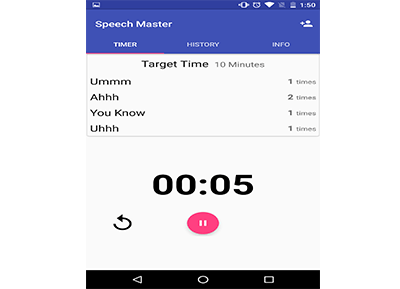 1:50
Speech Master
TIMER HISTORY INFO
Target Time 10 Minutes
Ummm 1 times
Ahhh 2 times
You Know 1 times
Uhhh 1 times
00:05